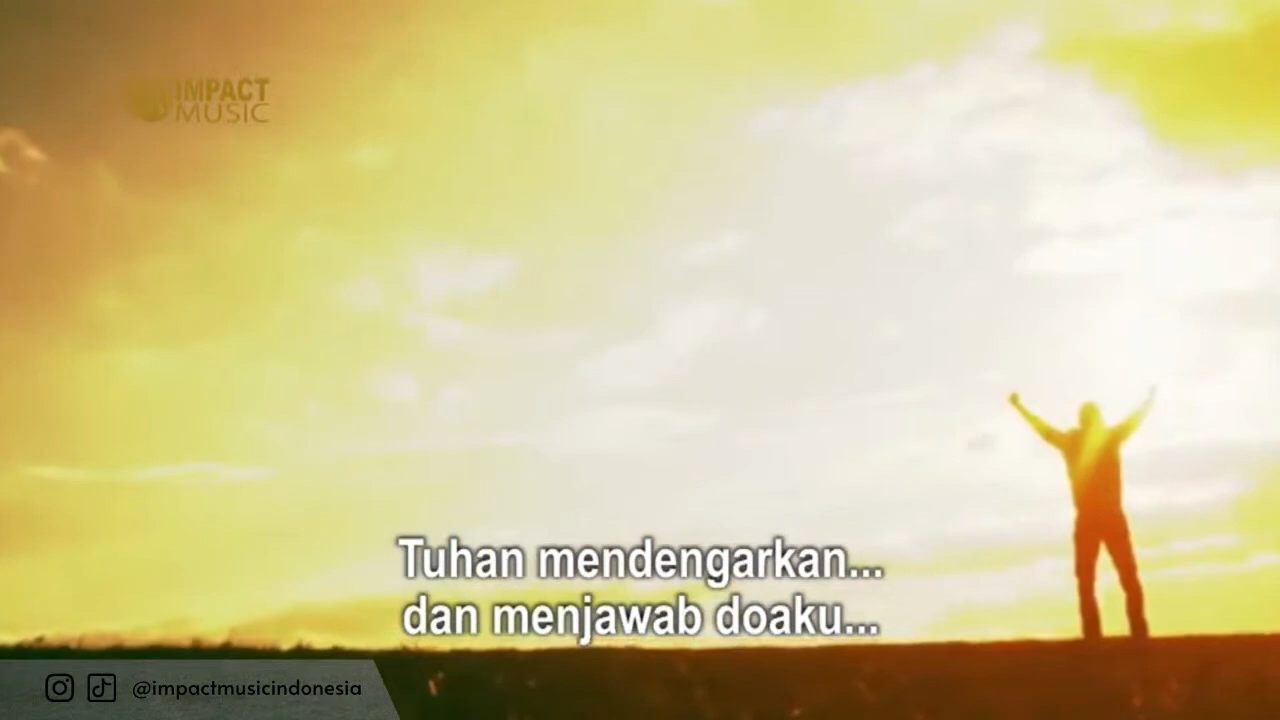 IMPACT
MUSIC
Tuhan mendengarkan...
dan menjawab doaku...
@impactmusicindonesia